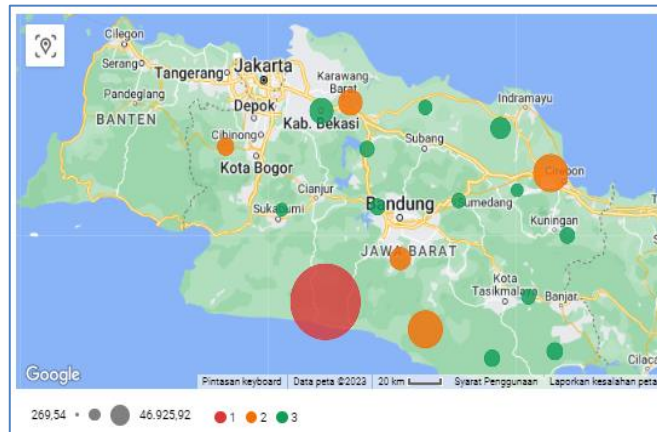 Cilegon
Serang
Jakarta
Tangerang
Karawang
Barat
Pandeglang
Depok
Kab. Bekasi
Indramayu
BANTEN
Cibinong
Subang
Kota Bogor
Cirebon
Cianjur
Bandung
Sumedang
Sukabumi
Kuningan
JAWA BARAT
Kota
Tasikmalaya
Banjar
Cilaca
Google
Pintasan keyboard
Data peta ©2023
20 km
Syarat Penggunaan
Laporkan kesalahan peta
269,54
46.925,92
1
2
3